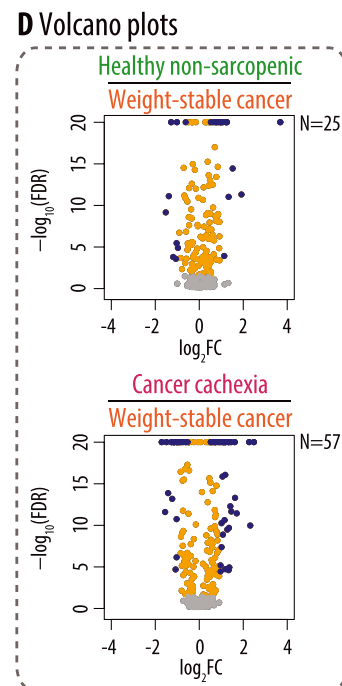 D Volcano plots
Healthy non-sarcopenic
Weight-stable cancer
N=25
20
15
10
5
0
−log10(FDR)
-4 -2 0 2 4
log2FC
Cancer cachexia
Weight-stable cancer
N=57
20
15
10
5
0
−log10(FDR)
-4 -2 0 2 4
log2FC